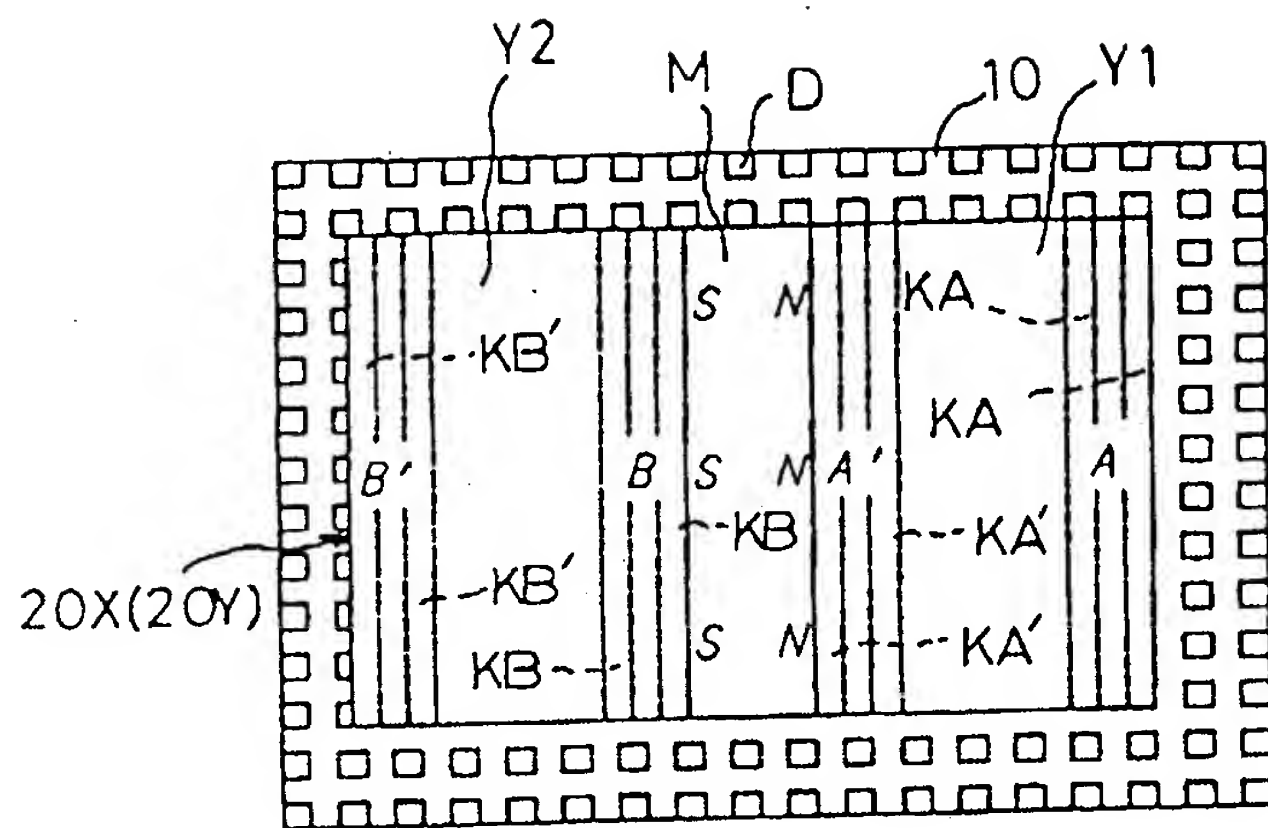 Y2 M D 10 Y1
S N KA
KB′
KA
B′ B S N A′ A
KB KA′
KB′
20X(20Y)
S N KA′
KB